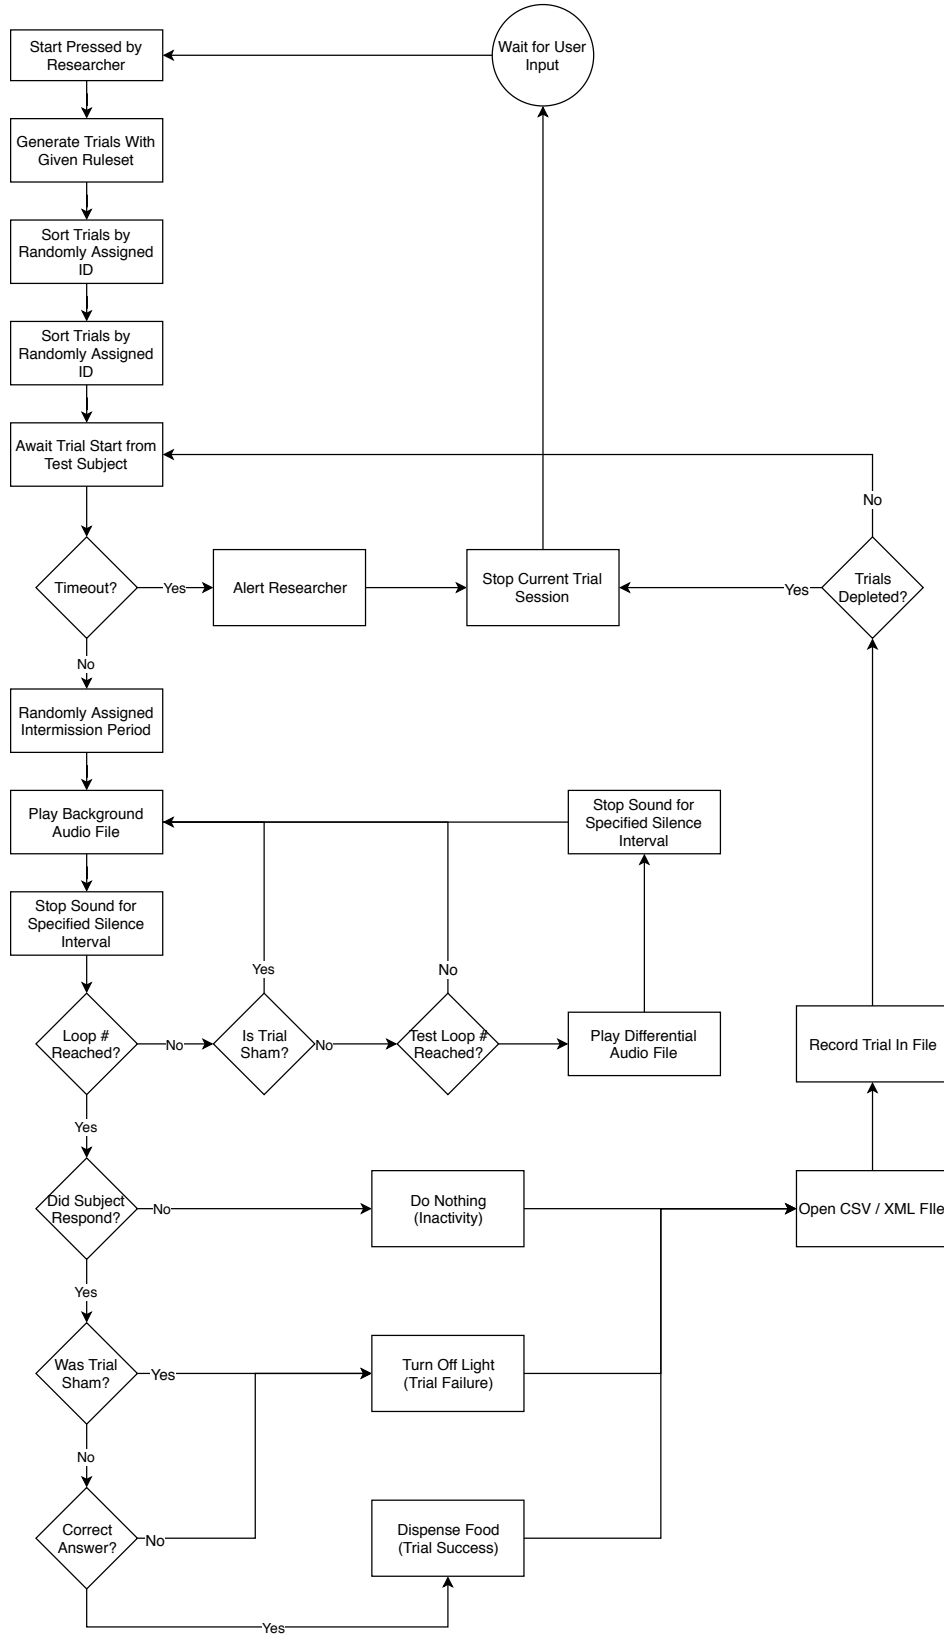 Wait for User
Input
Start Pressed by
Researcher
Generate Trials With
Given Ruleset
Sort Trials by
Randomly Assigned
ID
Sort Trials by
Randomly Assigned
ID
Await Trial Start from
Test Subject
No
Timeout?
Yes
Alert Researcher
Stop Current Trial
Session
Yes
Trials
Depleted?
No
Randomly Assigned
Intermission Period
Play Background
Audio File
Stop Sound for
Specified Silence
Interval
Stop Sound for
Specified Silence
Interval
Yes
No
Loop #
Reached?
No
Is Trial
Sham?
No
Test Loop #
Reached?
Play Differential
Audio File
Record Trial In File
Yes
Did Subject
Respond?
No
Do Nothing
(Inactivity)
Open CSV / XML FIle
Yes
Was Trial
Sham?
Yes
Turn Off Light
(Trial Failure)
No
Correct
Answer?
No
Dispense Food
(Trial Success)
Yes